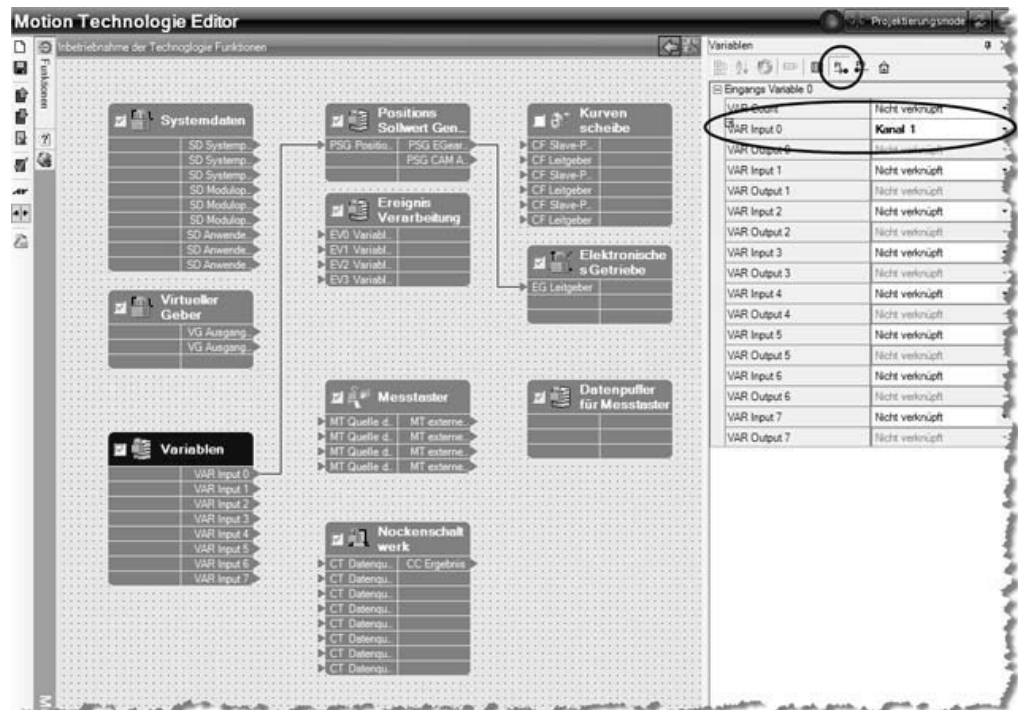 Motion Technologie Editor
Projektierungsmode
Inbetriebnahme der Technoglogie Funktionen
Funktionen
Systemdaten
SD Systemp..
SD Systemp..
SD Systemp..
SD Modulop..
SD Modulop..
SD Modulop..
SD Anwende..
SD Anwende..
SD Anwende..
Virtueller
Geber
VG Ausgang..
VG Ausgang..
Variablen
VAR Input 0
VAR Input 1
VAR Input 2
VAR Input 3
VAR Input 4
VAR Input 5
VAR Input 6
VAR Input 7
Positions
Sollwert Gen...
PSG Positio.. PSG EGear..
PSG CAM A..
Ereignis
Verarbeitung
EV0 Variabl..
EV1 Variabl..
EV2 Variabl..
EV3 Variabl..
Messtaster
MT Quelle d.. MT externe..
MT Quelle d.. MT externe..
MT Quelle d.. MT externe..
MT Quelle d.. MT externe..
Nockenschalt
werk
CT Datenqu.. CC Ergebnis
CT Datenqu..
CT Datenqu..
CT Datenqu..
CT Datenqu..
CT Datenqu..
CT Datenqu..
CT Datenqu..
Kurven
scheibe
CF Slave-P..
CF Leitgeber
CF Slave-P..
CF Leitgeber
CF Slave-P..
CF Leitgeber
Elektronische
s Getriebe
EG Leitgeber
Datenpuffer
für Messtaster
Variablen
Eingangs Variable 0
VAR Count Nicht verknüpft
VAR Input 0 Kanal 1
VAR Output 0 Nicht verknüpft
VAR Input 1 Nicht verknüpft
VAR Output 1 Nicht verknüpft
VAR Input 2 Nicht verknüpft
VAR Output 2 Nicht verknüpft
VAR Input 3 Nicht verknüpft
VAR Output 3 Nicht verknüpft
VAR Input 4 Nicht verknüpft
VAR Output 4 Nicht verknüpft
VAR Input 5 Nicht verknüpft
VAR Output 5 Nicht verknüpft
VAR Input 6 Nicht verknüpft
VAR Output 6 Nicht verknüpft
VAR Input 7 Nicht verknüpft
VAR Output 7 Nicht verknüpft